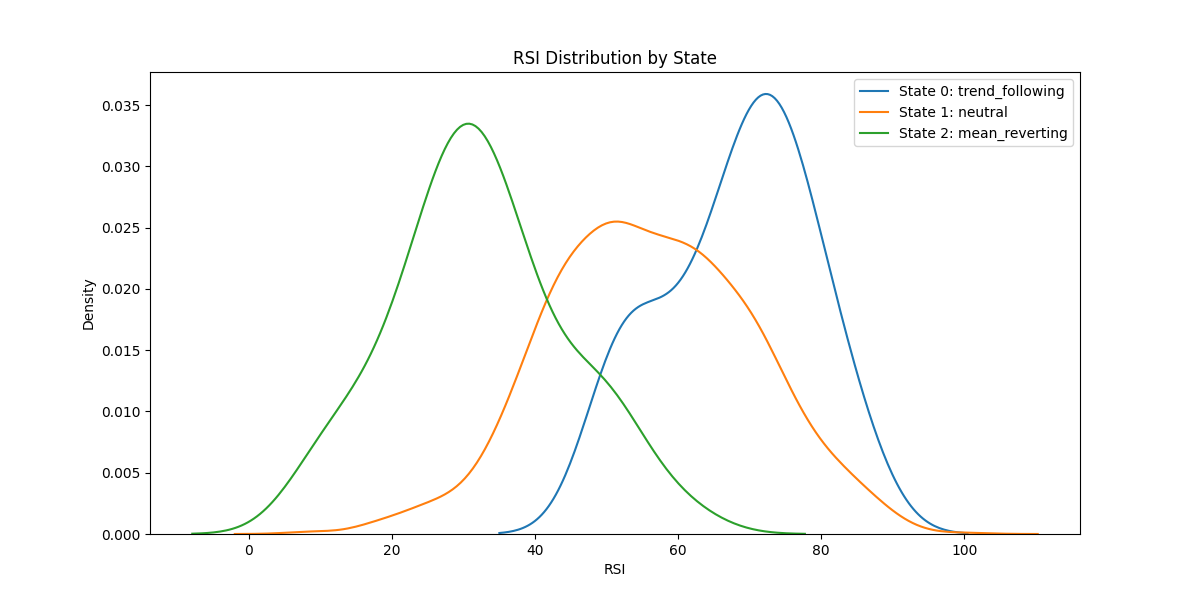 RSI Distribution by State
State 0: trend_following
State 1: neutral
State 2: mean_reverting
Density
0.035
0.030
0.025
0.020
0.015
0.010
0.005
0.000
0 20 40 60 80 100
RSI